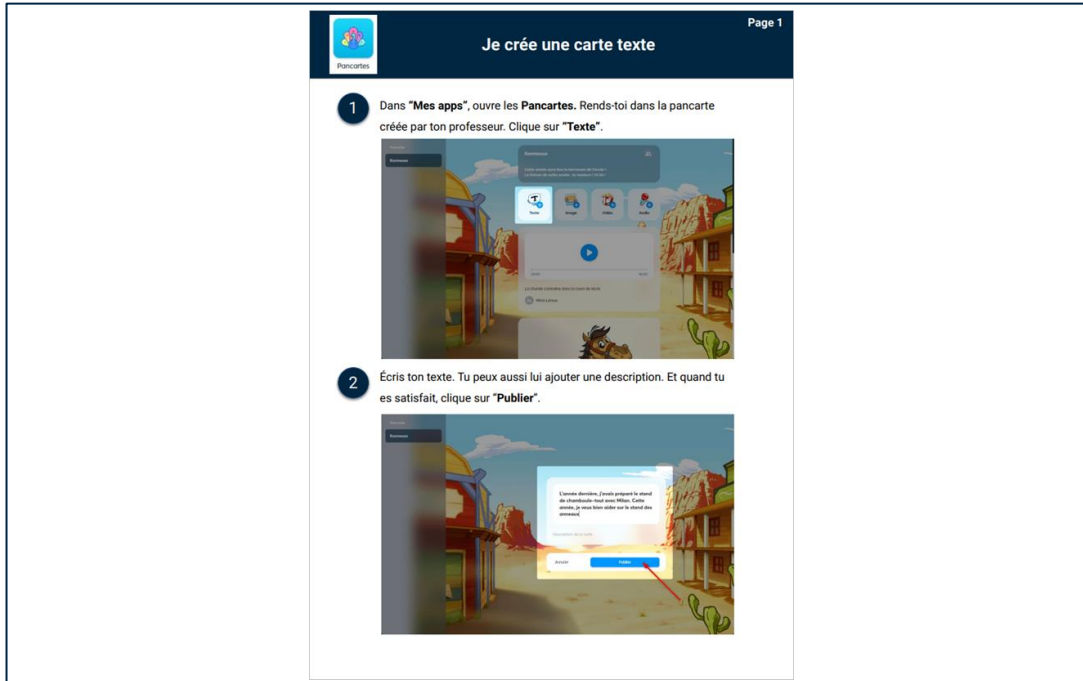 Page 1
Je crée une carte texte
Pancartes
1
Dans “Mes apps”, ouvre les Pancartes. Rends-toi dans la pancarte
créée par ton professeur. Clique sur “Texte”.
Kermesse
Kermesse
Texte
Image
Vidéo
Audio
2
Écris ton texte. Tu peux aussi lui ajouter une description. Et quand tu
es satisfait, clique sur “Publier”.
Kermesse
L'année dernière, j'avais préparé le stand
de chamboule-tout avec Milan. Cette
année, je veux bien aider sur le stand des
anneaux
Annuler
Publier